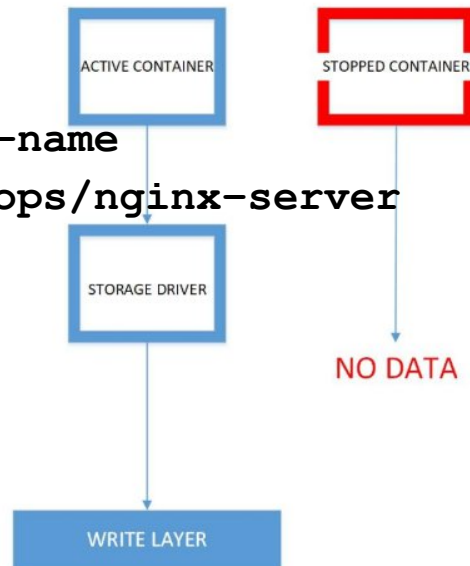 ACTIVE CONTAINER
STOPPED CONTAINER
-name
ops/nginx-server
STORAGE DRIVER
NO DATA
WRITE LAYER